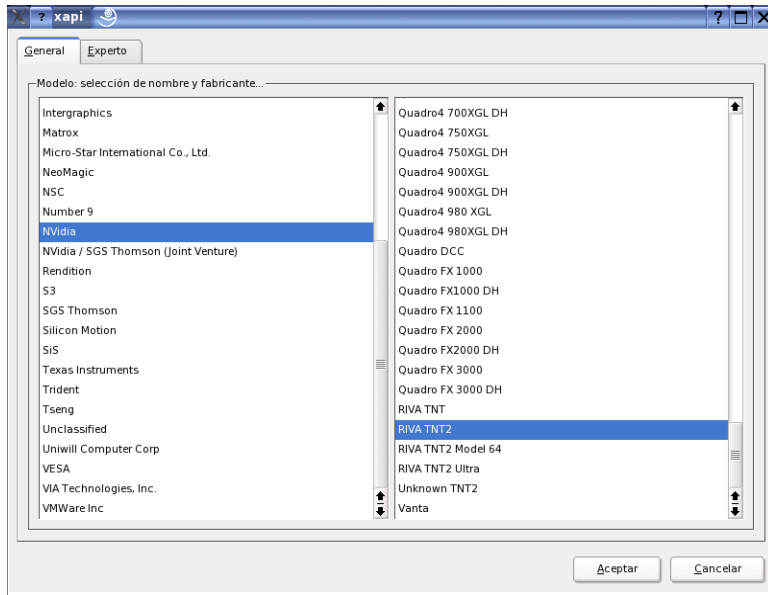 ? xapi
?
General
Experto
Modelo: selección de nombre y fabricante...
Intergraphics
Matrox
Micro-Star International Co., Ltd.
NeoMagic
NSC
Number 9
NVidia
NVidia / SGS Thomson (Joint Venture)
Rendition
S3
SGS Thomson
Silicon Motion
SiS
Texas Instruments
Trident
Tseng
Unclassified
Uniwill Computer Corp
VESA
VIA Technologies, Inc.
VMWare Inc
Quadro4 700XGL DH
Quadro4 750XGL
Quadro4 750XGL DH
Quadro4 900XGL
Quadro4 900XGL DH
Quadro4 980 XGL
Quadro4 980XGL DH
Quadro DCC
Quadro FX 1000
Quadro FX1000 DH
Quadro FX 1100
Quadro FX 2000
Quadro FX2000 DH
Quadro FX 3000
Quadro FX 3000 DH
RIVA TNT
RIVA TNT2
RIVA TNT2 Model 64
RIVA TNT2 Ultra
Unknown TNT2
Vanta
Aceptar
Cancelar